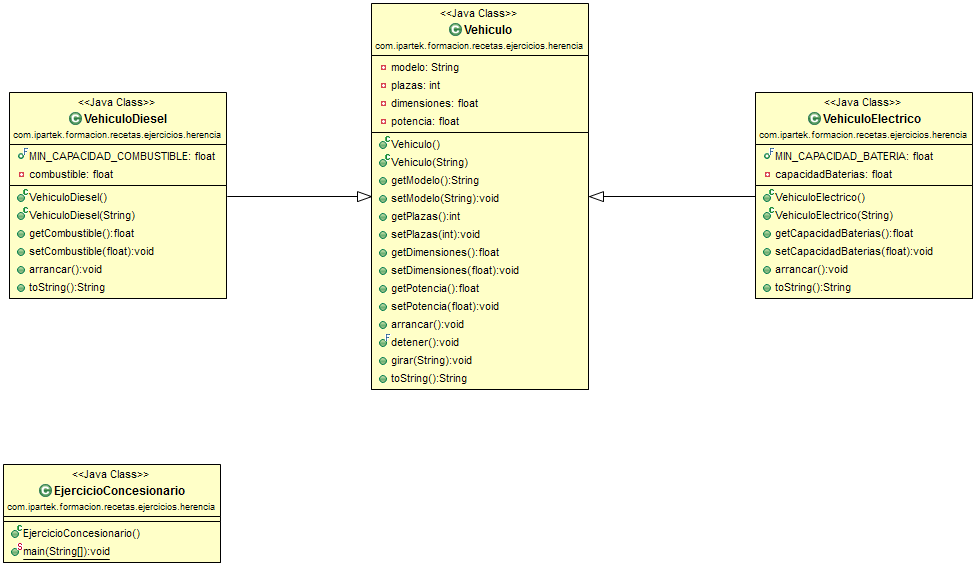 <<Java Class>>
Vehiculo
com.ipartek.formacion.recetas.ejercicios.herencia
modelo: String
plazas: int
dimensiones: float
potencia: float
Vehiculo()
Vehiculo(String)
getModelo():String
setModelo(String):void
getPlazas():int
setPlazas(int):void
getDimensiones():float
setDimensiones(float):void
getPotencia():float
setPotencia(float):void
arrancar():void
detener():void
girar(String):void
toString():String
<<Java Class>>
VehiculoDiesel
com.ipartek.formacion.recetas.ejercicios.herencia
MIN_CAPACIDAD_COMBUSTIBLE: float
combustible: float
VehiculoDiesel()
VehiculoDiesel(String)
getCombustible():float
setCombustible(float):void
arrancar():void
toString():String
<<Java Class>>
VehiculoElectrico
com.ipartek.formacion.recetas.ejercicios.herencia
MIN_CAPACIDAD_BATERIA: float
capacidadBaterias: float
VehiculoElectrico()
VehiculoElectrico(String)
getCapacidadBaterias():float
setCapacidadBaterias(float):void
arrancar():void
toString():String
<<Java Class>>
EjercicioConcesionario
com.ipartek.formacion.recetas.ejercicios.herencia
EjercicioConcesionario()
main(String[]):void